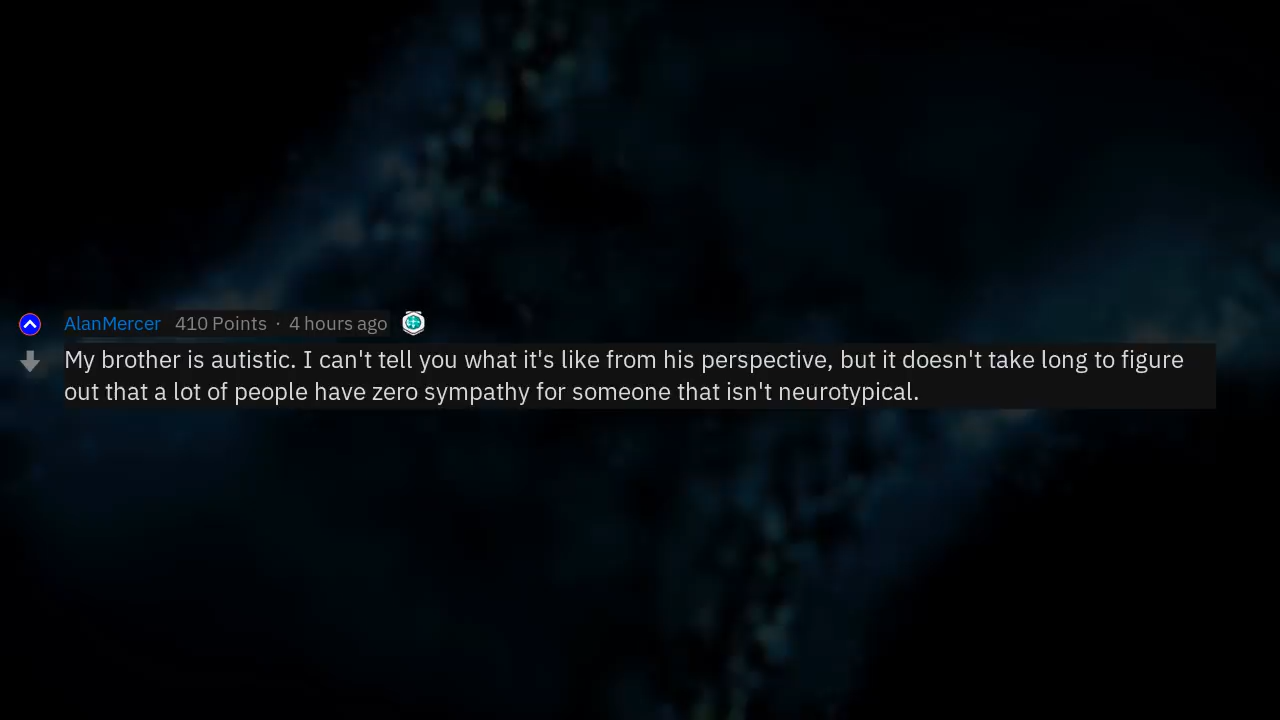 AlanMercer 410 Points · 4 hours ago
My brother is autistic. I can't tell you what it's like from his perspective, but it doesn't take long to figure
out that a lot of people have zero sympathy for someone that isn't neurotypical.